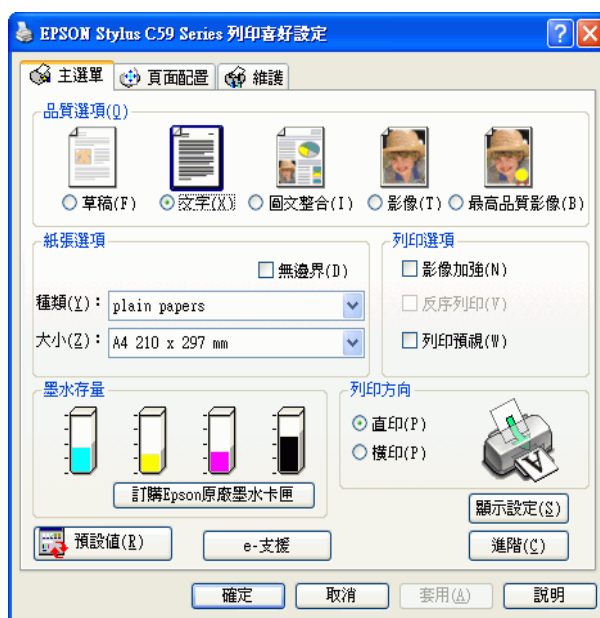 EPSON Stylus C59 Series 列印喜好設定
主選單 頁面配置 維護
品質選項(Q)
草稿(F) 文字(X) 圖文整合(I) 影像(T) 最高品質影像(B)
紙張選項
無邊界(D)
種類(Y)： plain papers
大小(Z)： A4 210 x 297 mm
列印選項
影像加強(N)
反序列印(V)
列印預視(W)
墨水存量
訂購Epson原廠墨水卡匣
列印方向
直印(P)
橫印(P)
顯示設定(S)
預設值(R) e-支援 進階(C)
確定 取消 套用(A) 說明